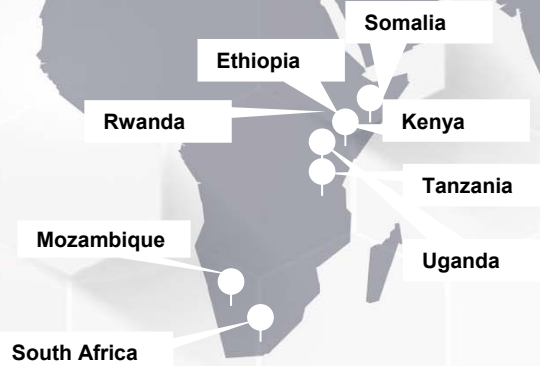 Somalia
Ethiopia
Rwanda
Kenya
Tanzania
Mozambique
Uganda
South Africa